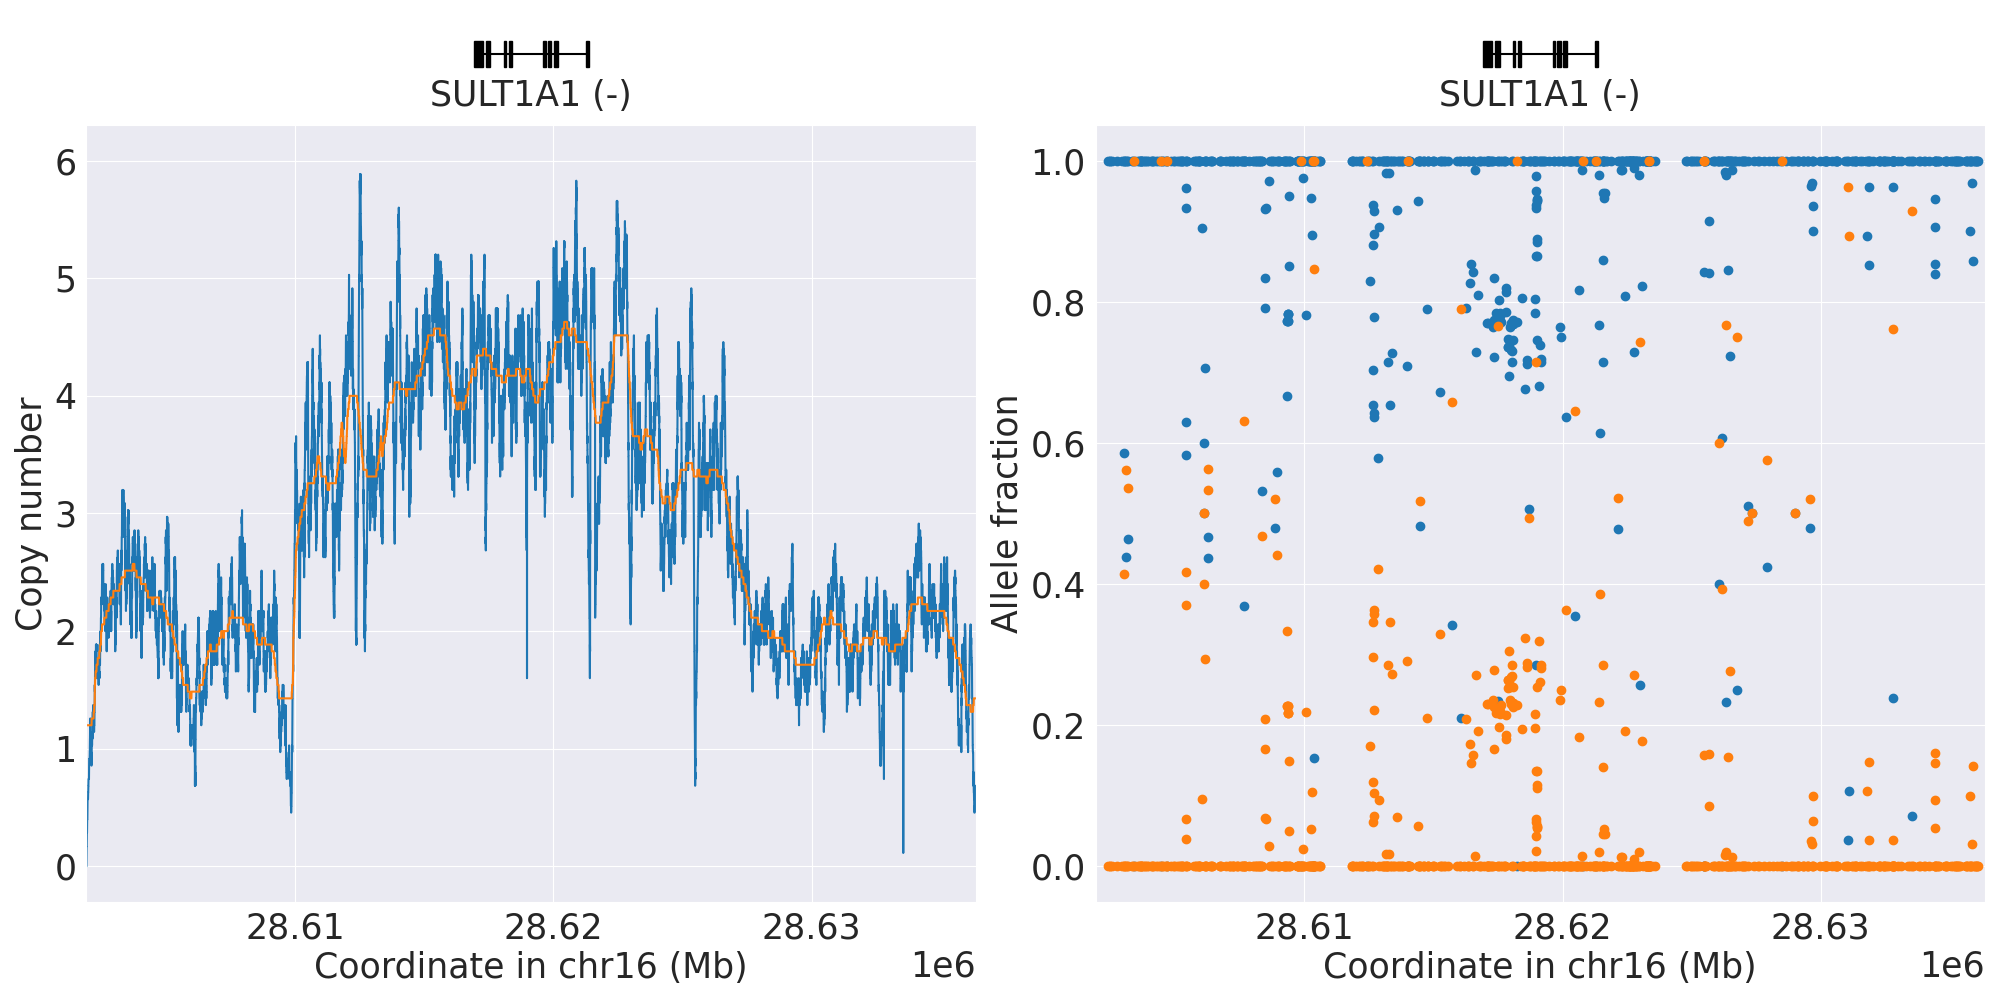 SULT1A1 (-)
6
5
4
3
2
1
0
Copy number
28.61
28.62
28.63
Coordinate in chr16 (Mb)
1e6
SULT1A1 (-)
1.0
0.8
0.6
0.4
0.2
0.0
Allele fraction
28.61
28.62
28.63
Coordinate in chr16 (Mb)
1e6